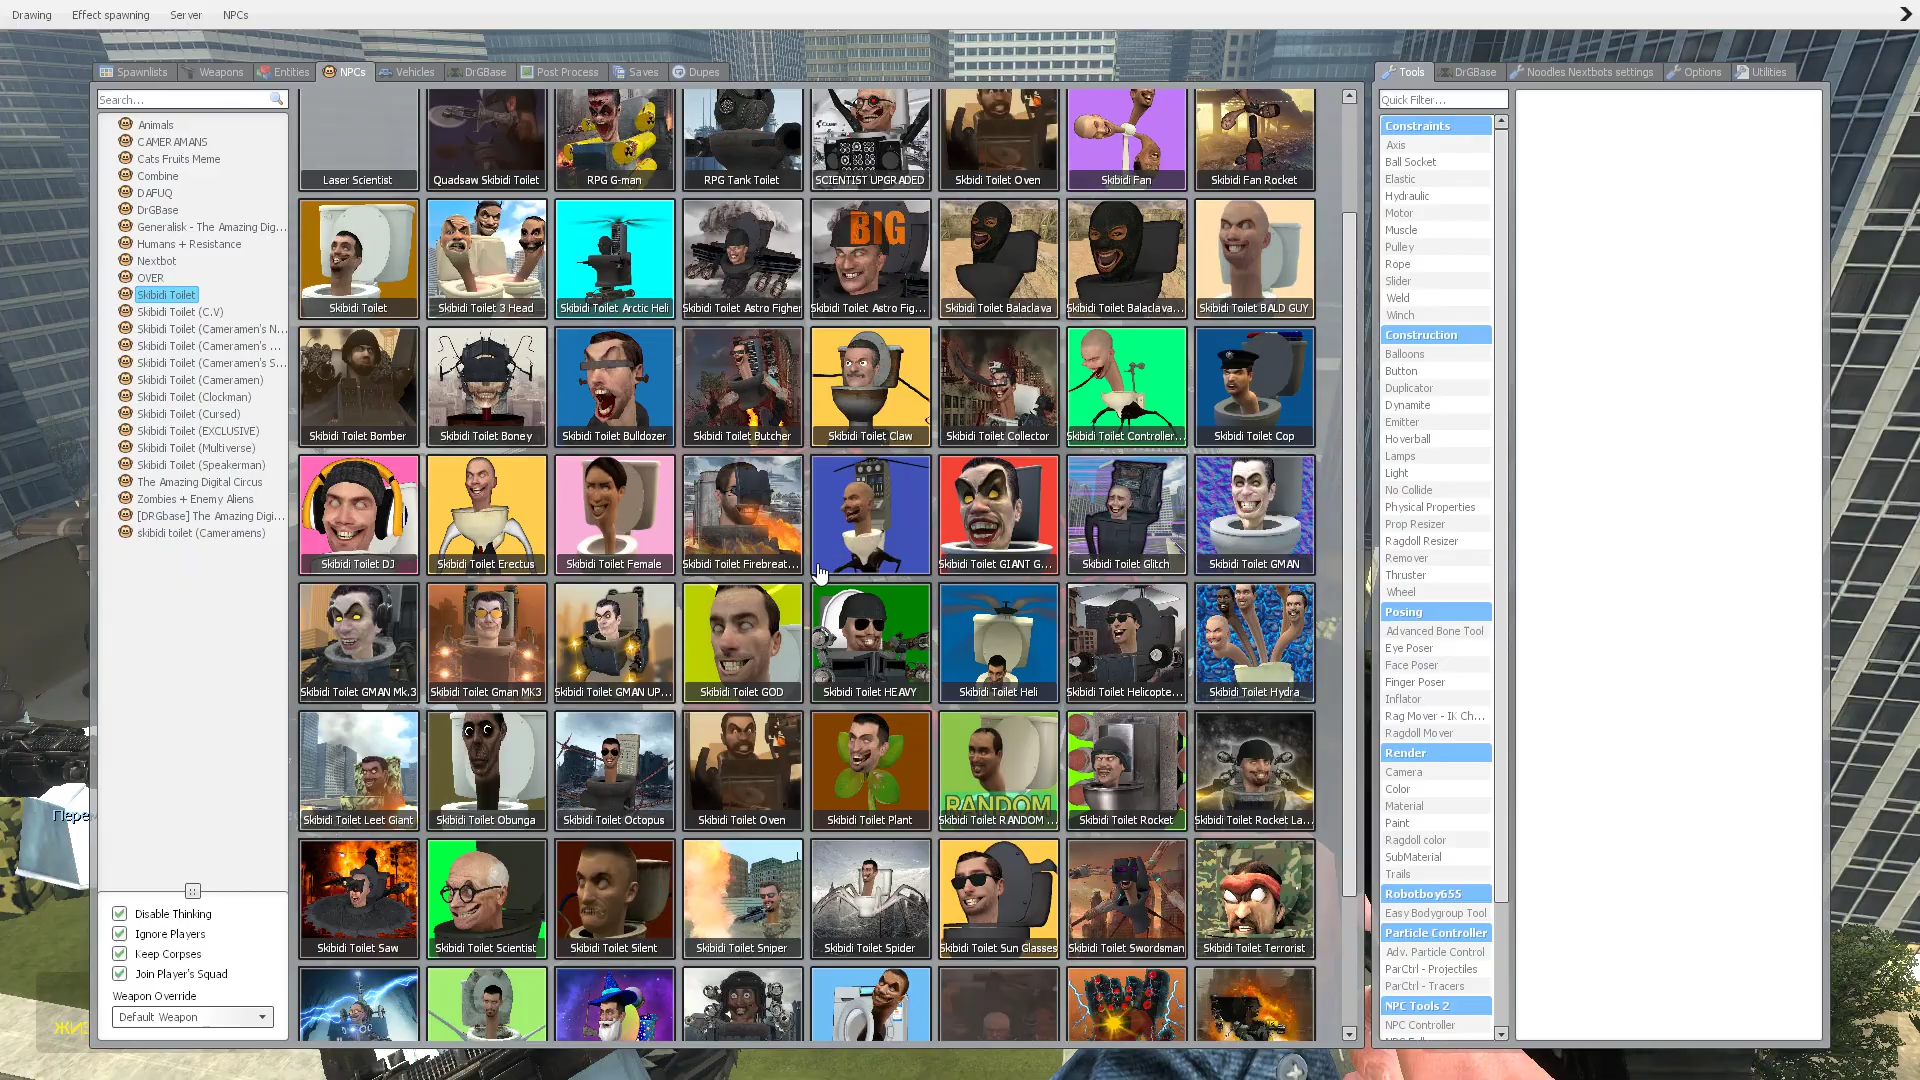 Drawing Effect spawning Server NPCs
Spawnlists Weapons Entities NPCs Vehicles DrGBase Post Process Saves Dupes
Search...
Animals
CAMERAMANS
Cats Fruits Meme
Combine
DAFUQ
DrGBase
Generalisk - The Amazing Dig...
Humans + Resistance
Nextbot
OVER
Skibidi Toilet
Skibidi Toilet (C.V)
Skibidi Toilet (Cameramen's N...
Skibidi Toilet (Cameramen's ...
Skibidi Toilet (Cameramen's S...
Skibidi Toilet (Cameramen)
Skibidi Toilet (Clockman)
Skibidi Toilet (Cursed)
Skibidi Toilet (EXCLUSIVE)
Skibidi Toilet (Multiverse)
Skibidi Toilet (Speakerman)
The Amazing Digital Circus
Zombies + Enemy Aliens
[DRGbase] The Amazing Digi...
skibidi toilet (Cameramens)
Disable Thinking
Ignore Players
Keep Corpses
Join Player's Squad
Weapon Override
Default Weapon
Laser Scientist Quadsaw Skibidi Toilet RPG G-man RPG Tank Toilet SCIENTIST UPGRADED Skibidi Toilet Oven Skibidi Fan Skibidi Fan Rocket
BIG
Skibidi Toilet Skibidi Toilet 3 Head Skibidi Toilet Arctic Heli Skibidi Toilet Astro Figher Skibidi Toilet Astro Fig... Skibidi Toilet Balaclava Skibidi Toilet Balaclava... Skibidi Toilet BALD GUY
Skibidi Toilet Bomber Skibidi Toilet Boney Skibidi Toilet Bulldozer Skibidi Toilet Butcher Skibidi Toilet Claw Skibidi Toilet Collector Skibidi Toilet Controller... Skibidi Toilet Cop
Skibidi Toilet DJ Skibidi Toilet Erectus Skibidi Toilet Female Skibidi Toilet Firebreat... Skibidi Toilet GIANT G... Skibidi Toilet Glitch Skibidi Toilet GMAN
Skibidi Toilet GMAN Mk.3 Skibidi Toilet Gman MK3 Skibidi Toilet GMAN UP... Skibidi Toilet GOD Skibidi Toilet HEAVY Skibidi Toilet Heli Skibidi Toilet Helicopte... Skibidi Toilet Hydra
RANDOM
Skibidi Toilet Leet Giant Skibidi Toilet Obunga Skibidi Toilet Octopus Skibidi Toilet Oven Skibidi Toilet Plant Skibidi Toilet RANDOM ... Skibidi Toilet Rocket Skibidi Toilet Rocket La...
Skibidi Toilet Saw Skibidi Toilet Scientist Skibidi Toilet Silent Skibidi Toilet Sniper Skibidi Toilet Spider Skibidi Toilet Sun Glasses Skibidi Toilet Swordsman Skibidi Toilet Terrorist
Пере
ЖИЗ
Tools DrGBase Noodles Nextbots settings Options Utilities
Quick Filter...
Constraints
Axis
Ball Socket
Elastic
Hydraulic
Motor
Muscle
Pulley
Rope
Slider
Weld
Winch
Construction
Balloons
Button
Duplicator
Dynamite
Emitter
Hoverball
Lamps
Light
No Collide
Physical Properties
Prop Resizer
Ragdoll Resizer
Remover
Thruster
Wheel
Posing
Advanced Bone Tool
Eye Poser
Face Poser
Finger Poser
Inflator
Rag Mover - IK Ch...
Ragdoll Mover
Render
Camera
Color
Material
Paint
Ragdoll color
SubMaterial
Trails
Robotboy655
Easy Bodygroup Tool
Particle Controller
Adv. Particle Control
ParCtrl - Projectiles
ParCtrl - Tracers
NPC Tools 2
NPC Controller